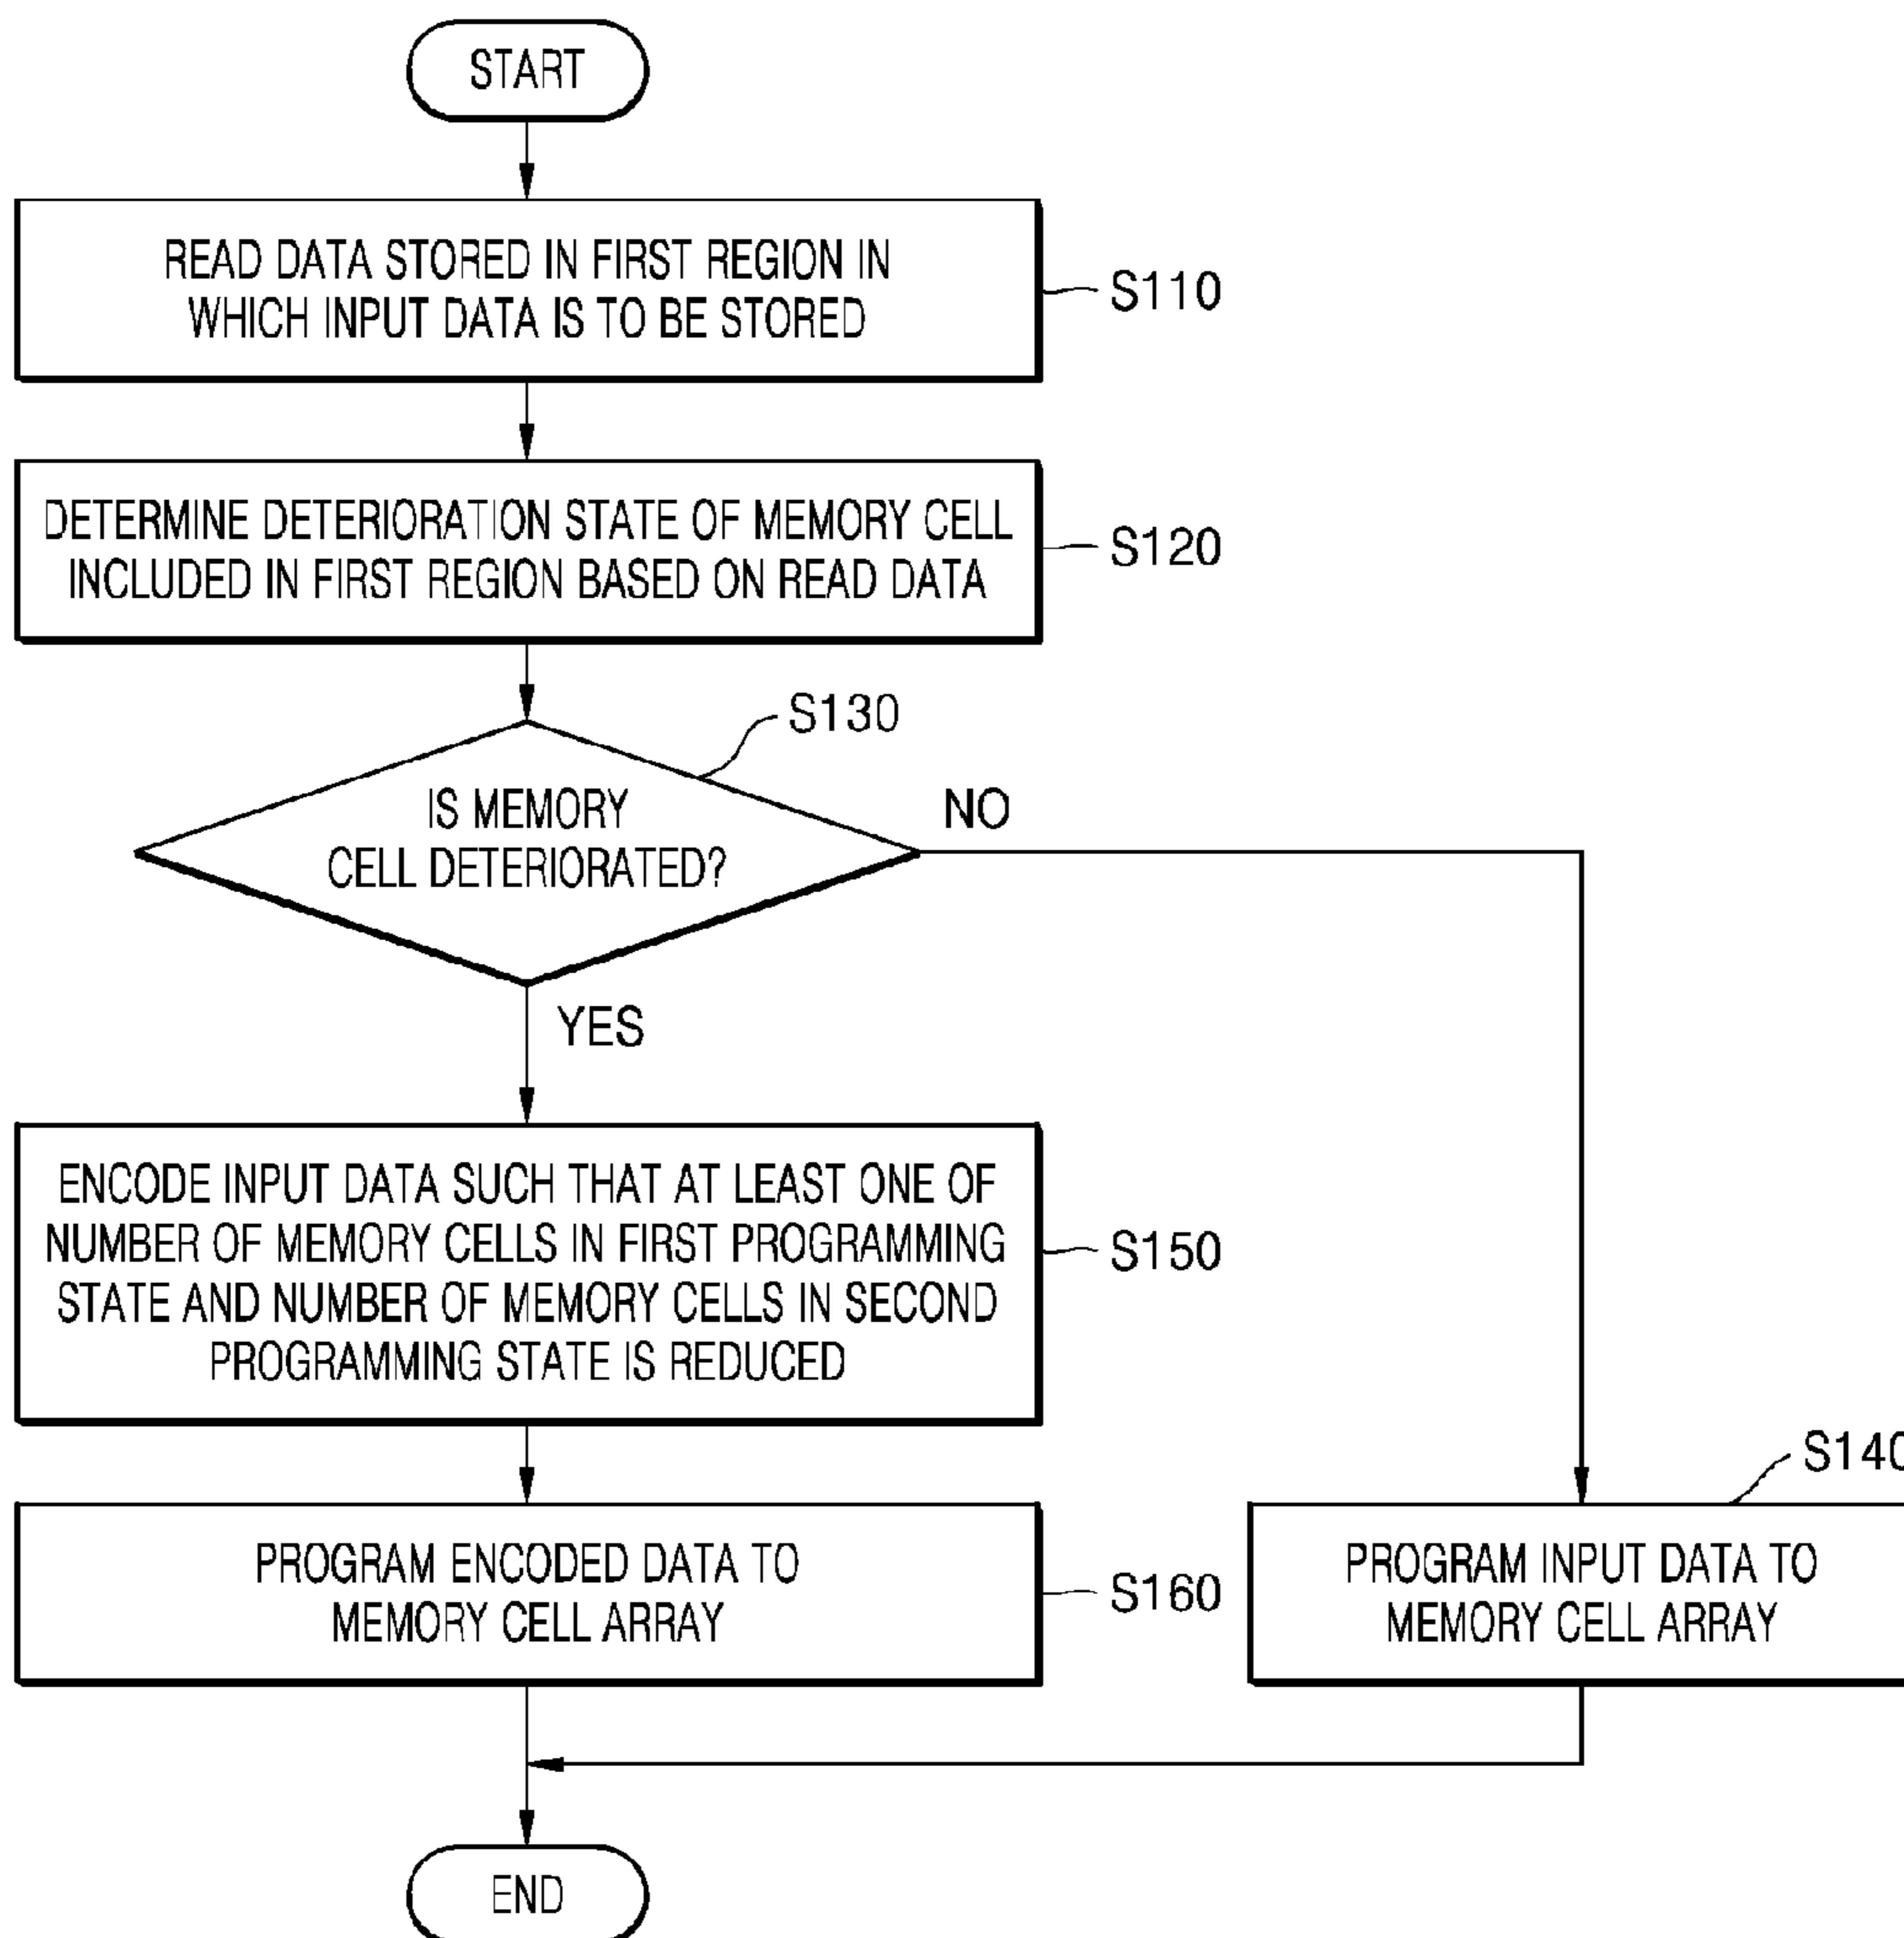 START
READ DATA STORED IN FIRST REGION IN
WHICH INPUT DATA IS TO BE STORED
S110
DETERMINE DETERIORATION STATE OF MEMORY CELL
INCLUDED IN FIRST REGION BASED ON READ DATA
S120
S130
IS MEMORY
CELL DETERIORATED?
NO
YES
ENCODE INPUT DATA SUCH THAT AT LEAST ONE OF
NUMBER OF MEMORY CELLS IN FIRST PROGRAMMING
STATE AND NUMBER OF MEMORY CELLS IN SECOND
PROGRAMMING STATE IS REDUCED
S150
S140
PROGRAM ENCODED DATA TO
MEMORY CELL ARRAY
S160
PROGRAM INPUT DATA TO
MEMORY CELL ARRAY
END